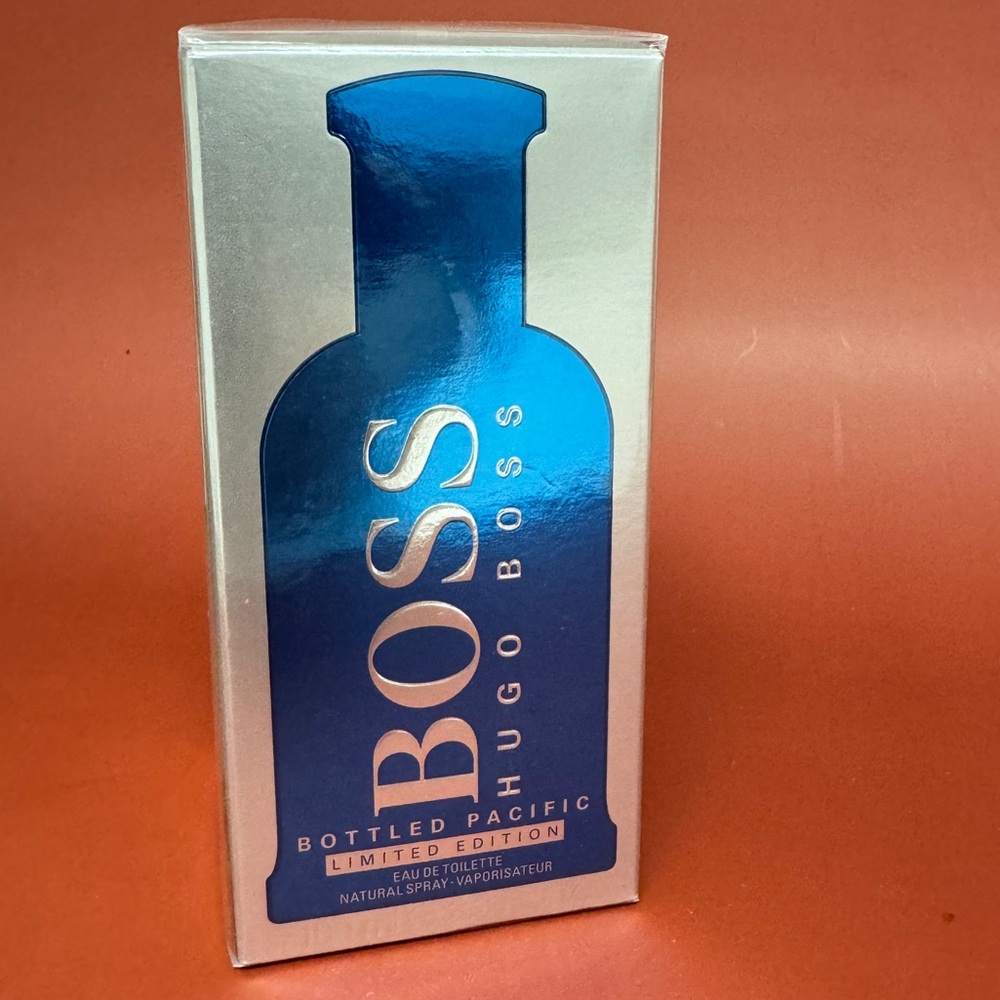 BOSS
HUGO BOSS
BOTTLED PACIFIC
LIMITED EDITION
EAU DE TOILETTE
NATURAL SPRAY-VAPORISATEUR